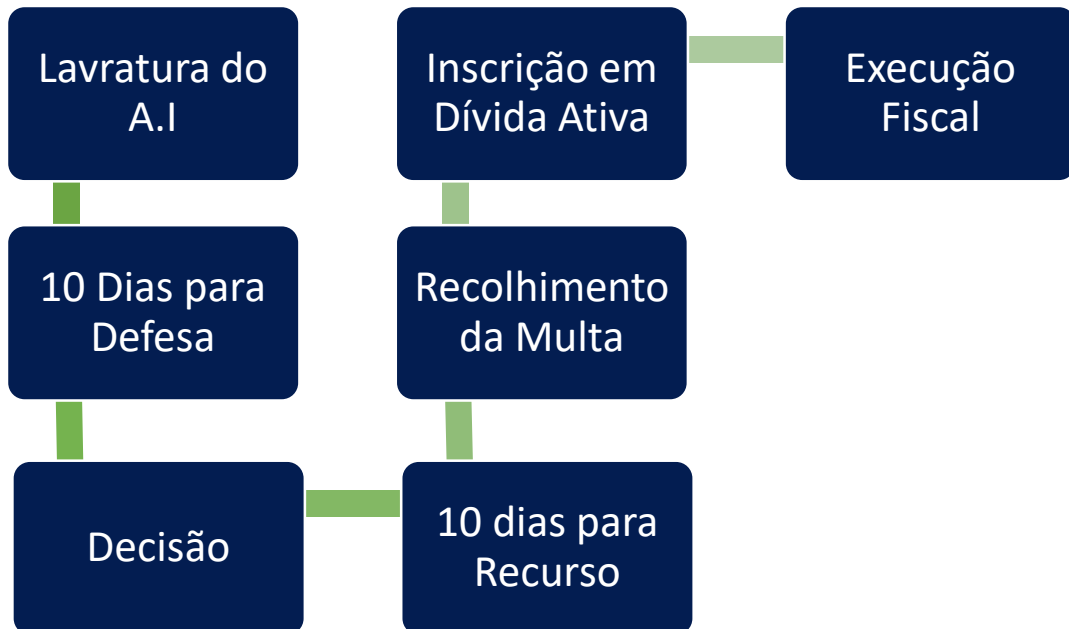 Lavratura do
A.I
10 Dias para
Defesa
Decisão
10 dias para
Recurso
Recolhimento
da Multa
Inscrição em
Dívida Ativa
Execução
Fiscal